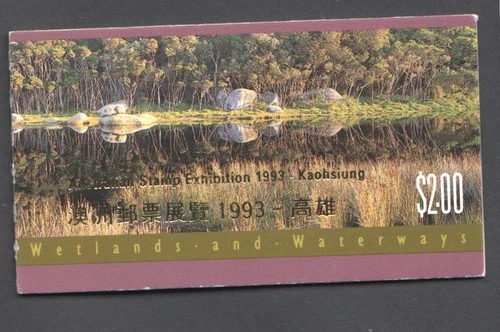 Stamp Exhibition 1993 - Kaohsiung
澳洲郵票展覽 1993 - 高雄
$2.00
Wetlands · and · Waterways